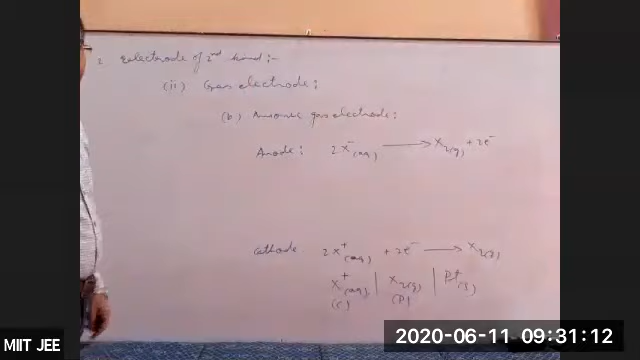 2 Electrode of 2nd kind :-
(ii) Gas electrode :
(b) Anionic gas electrode :
Anode : 2X⁻(aq) ⟶ X₂(g) + 2e⁻
Cathode 2X⁺(aq) + 2e⁻ ⟶ X₂(g)
X⁺(aq) | X₂(g) | Pt(s)
(C) (P)
MIIT JEE
2020-06-11 09:31:12